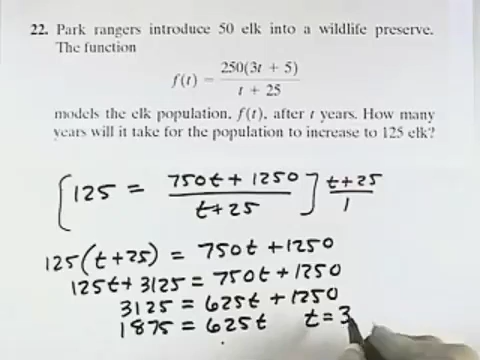 22. Park rangers introduce 50 elk into a wildlife preserve.
The function
f(t) = 250(3t + 5) / t + 25
models the elk population, f(t), after t years. How many
years will it take for the population to increase to 125 elk?
[125 = 750t + 1250 / t+25] t+25 / 1
125(t+25) = 750t + 1250
125t + 3125 = 750t + 1250
3125 = 625t + 1250
1875 = 625t t = 3